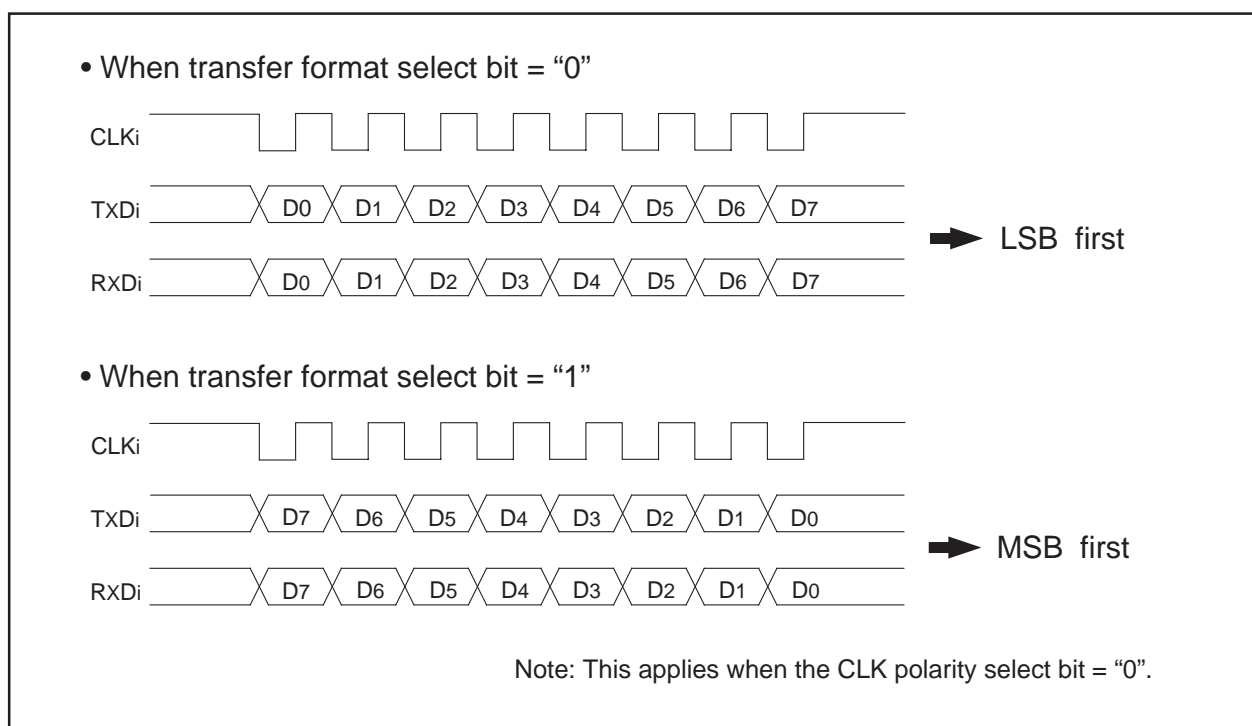 • When transfer format select bit = “0”
CLKi
TXDi D0 D1 D2 D3 D4 D5 D6 D7
LSB first
RXDi D0 D1 D2 D3 D4 D5 D6 D7
• When transfer format select bit = “1”
CLKi
TXDi D7 D6 D5 D4 D3 D2 D1 D0
MSB first
RXDi D7 D6 D5 D4 D3 D2 D1 D0
Note: This applies when the CLK polarity select bit = “0”.